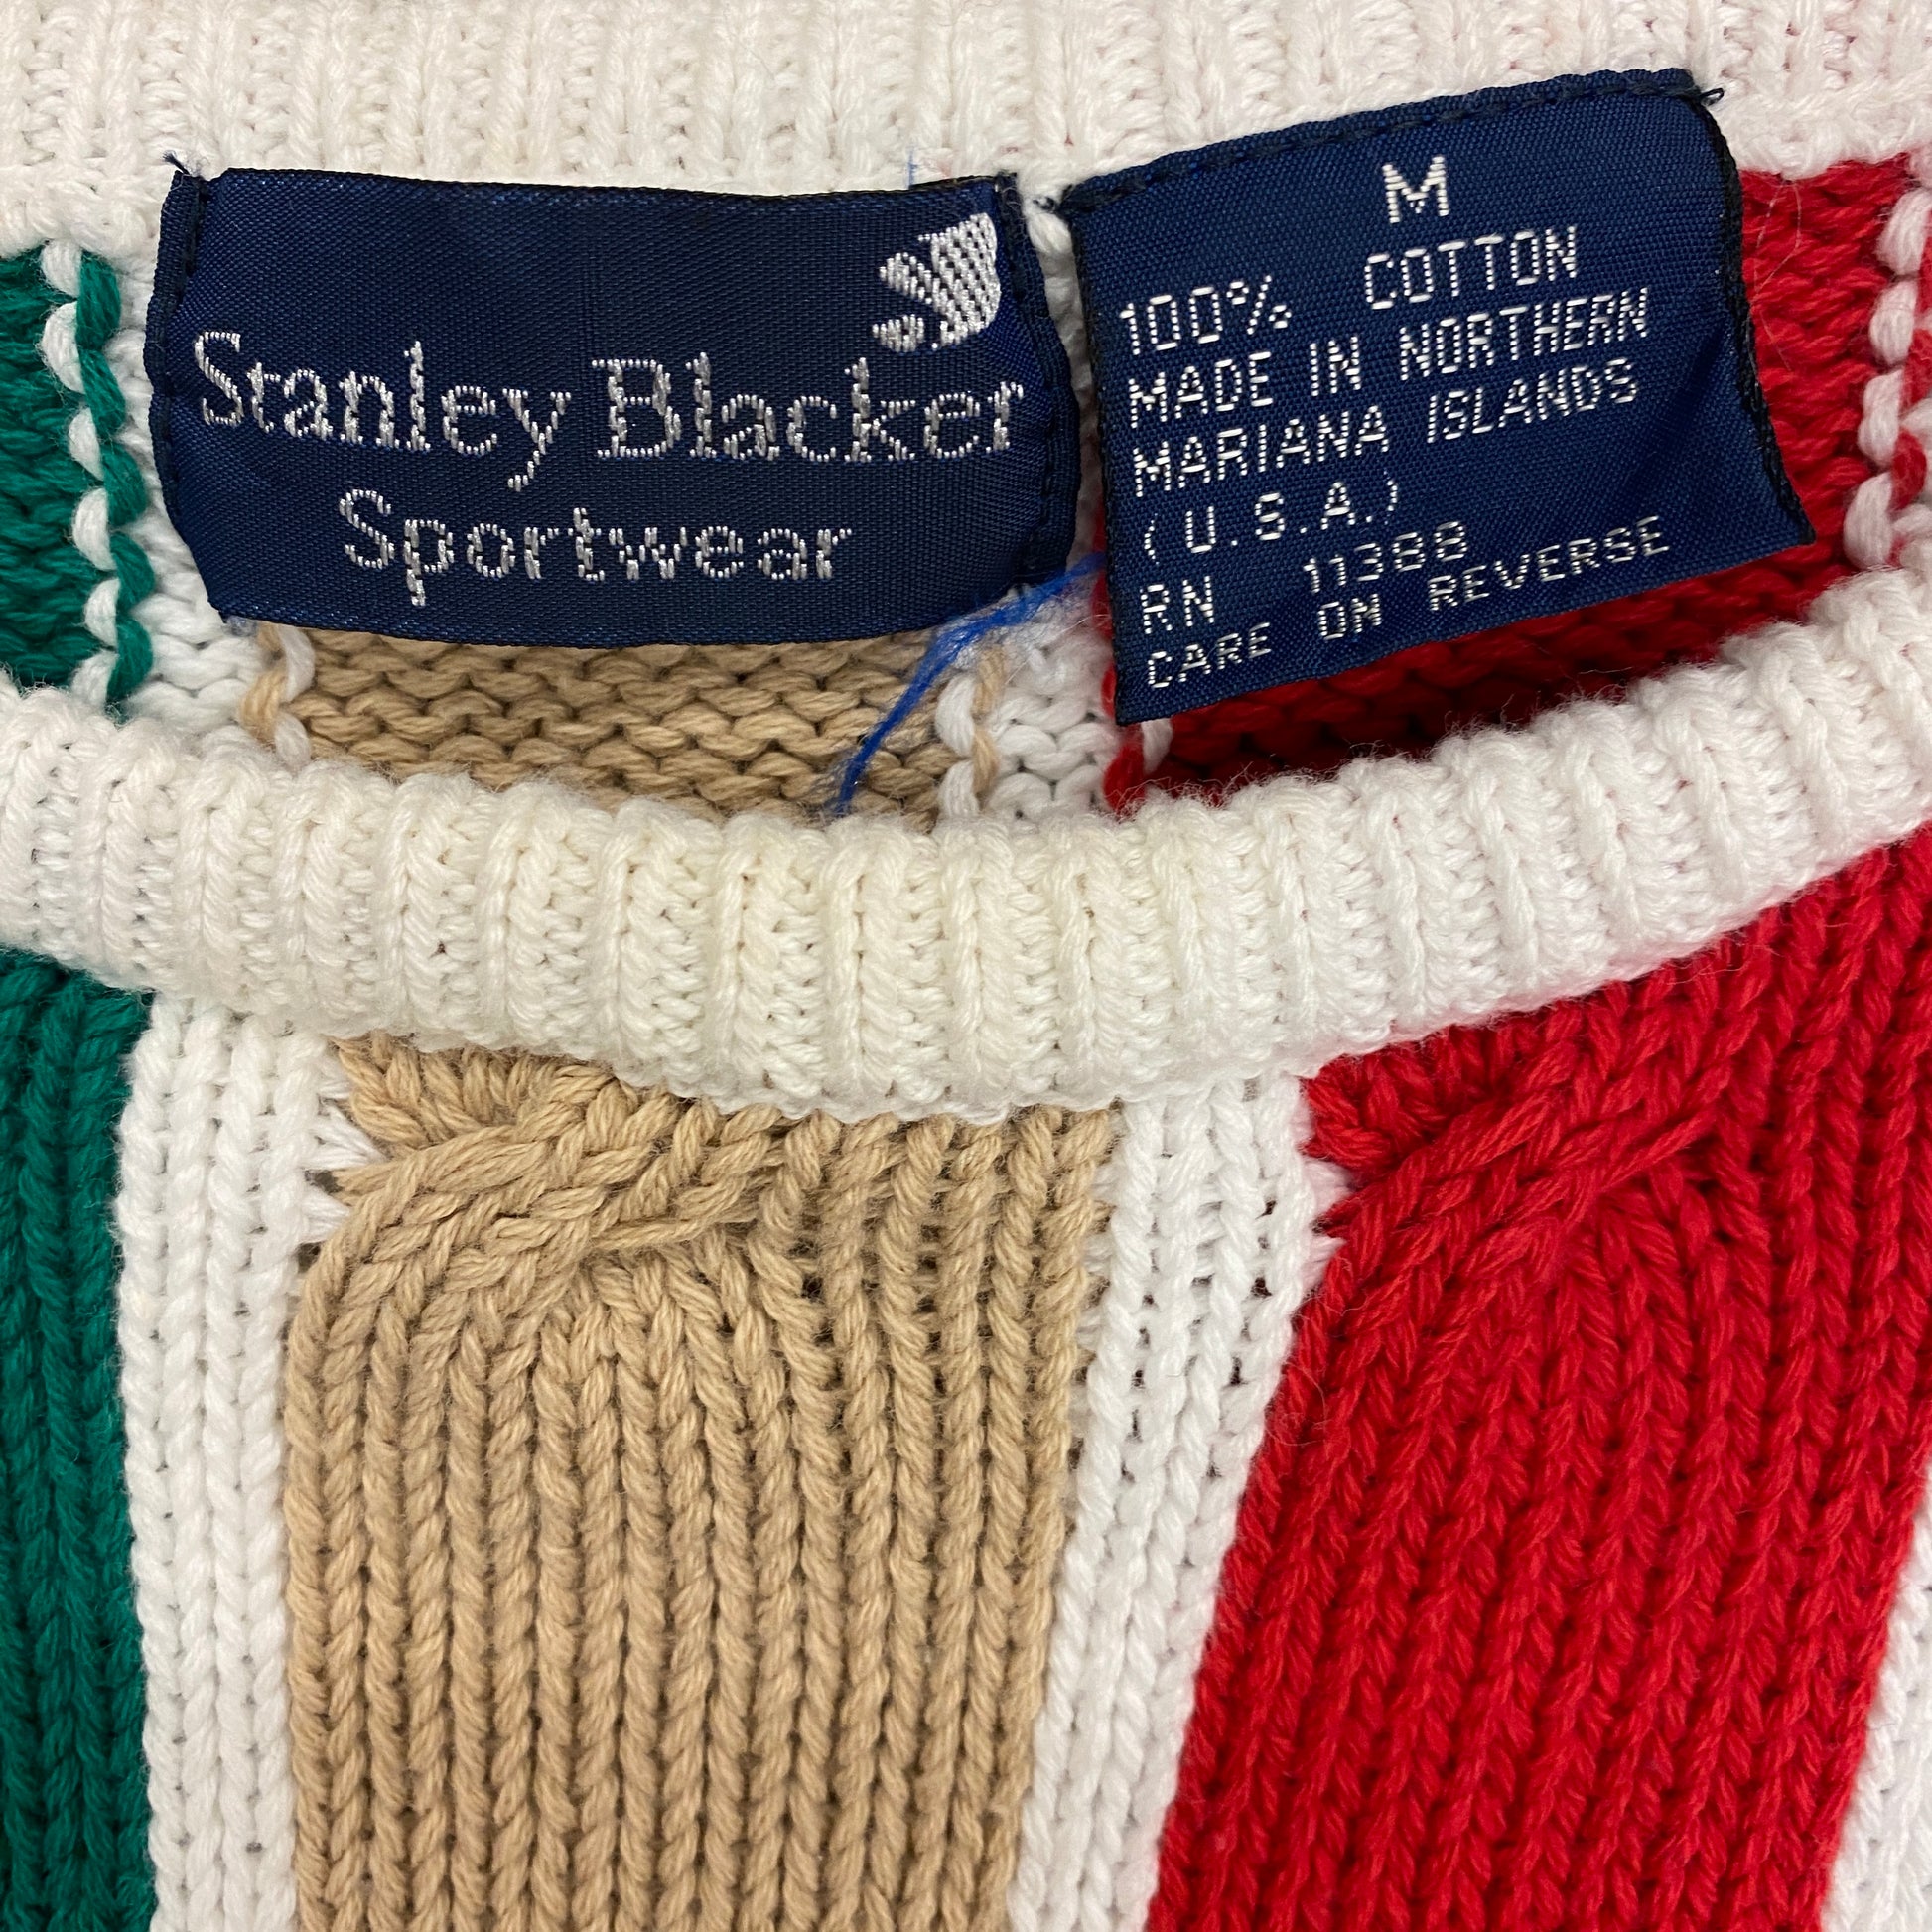 Stanley Blacker
Sportwear
M
100% COTTON
MADE IN NORTHERN
MARIANA ISLANDS
(U.S.A.)
RN 11388
CARE ON REVERSE